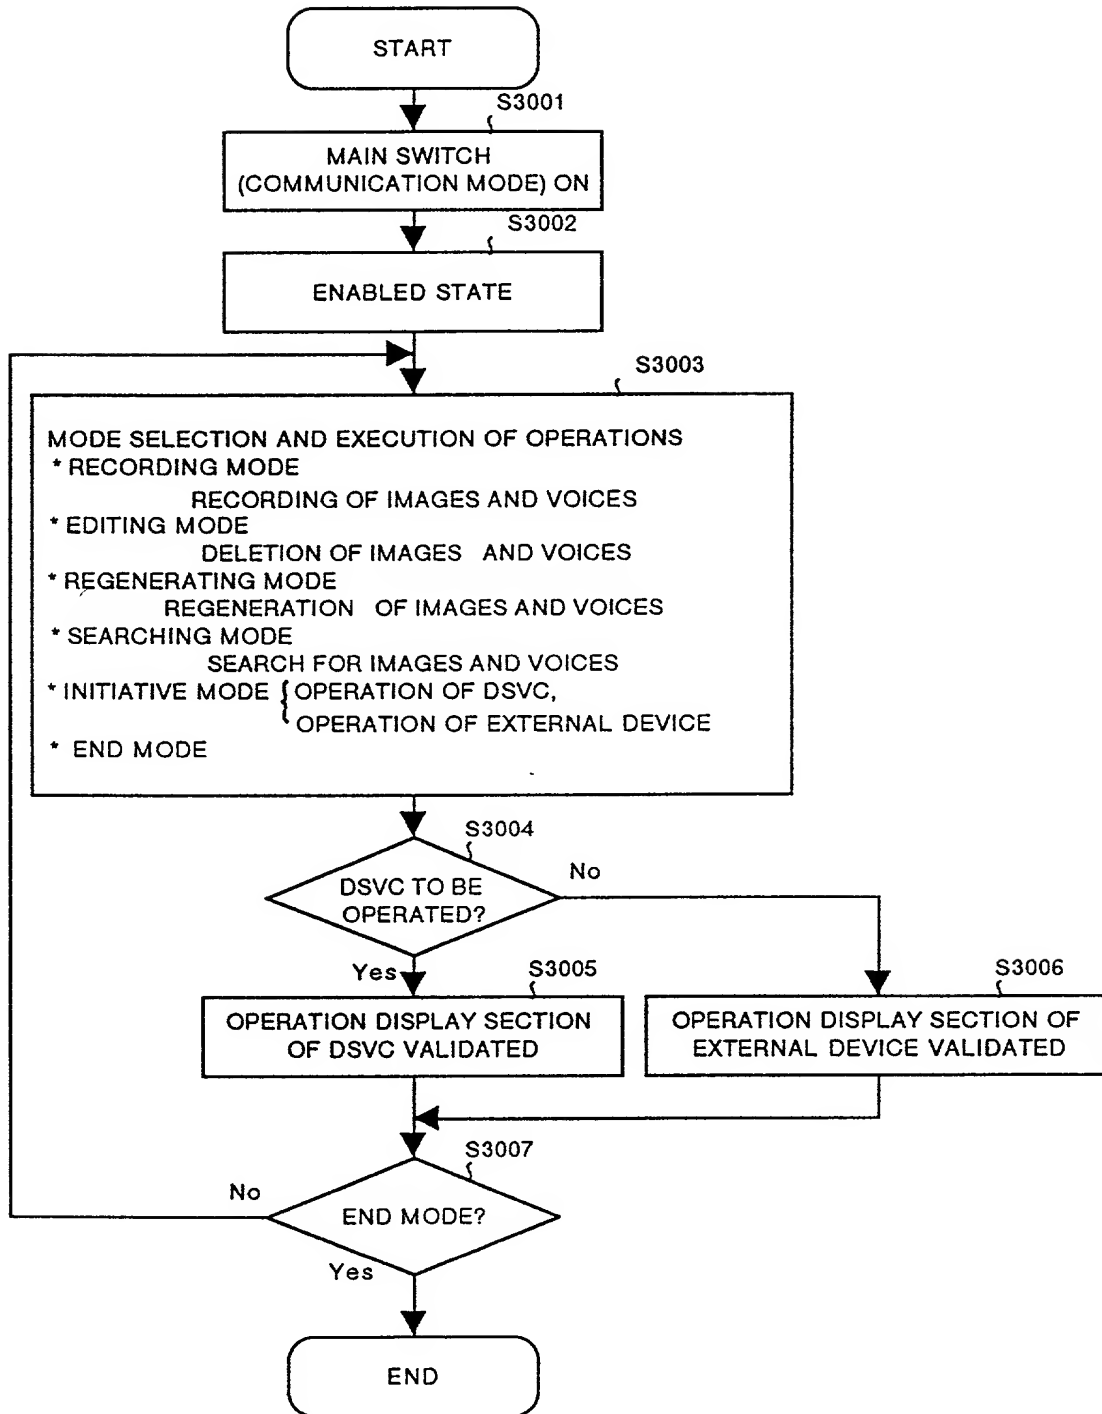 START
S3001
MAIN SWITCH
(COMMUNICATION MODE) ON
S3002
ENABLED STATE
S3003
MODE SELECTION AND EXECUTION OF OPERATIONS
* RECORDING MODE
RECORDING OF IMAGES AND VOICES
* EDITING MODE
DELETION OF IMAGES AND VOICES
* REGENERATING MODE
REGENERATION OF IMAGES AND VOICES
* SEARCHING MODE
SEARCH FOR IMAGES AND VOICES
* INITIATIVE MODE { OPERATION OF DSVC,
OPERATION OF EXTERNAL DEVICE
* END MODE
S3004
DSVC TO BE
OPERATED?
No
Yes
S3005
OPERATION DISPLAY SECTION
OF DSVC VALIDATED
S3006
OPERATION DISPLAY SECTION OF
EXTERNAL DEVICE VALIDATED
S3007
END MODE?
No
Yes
END